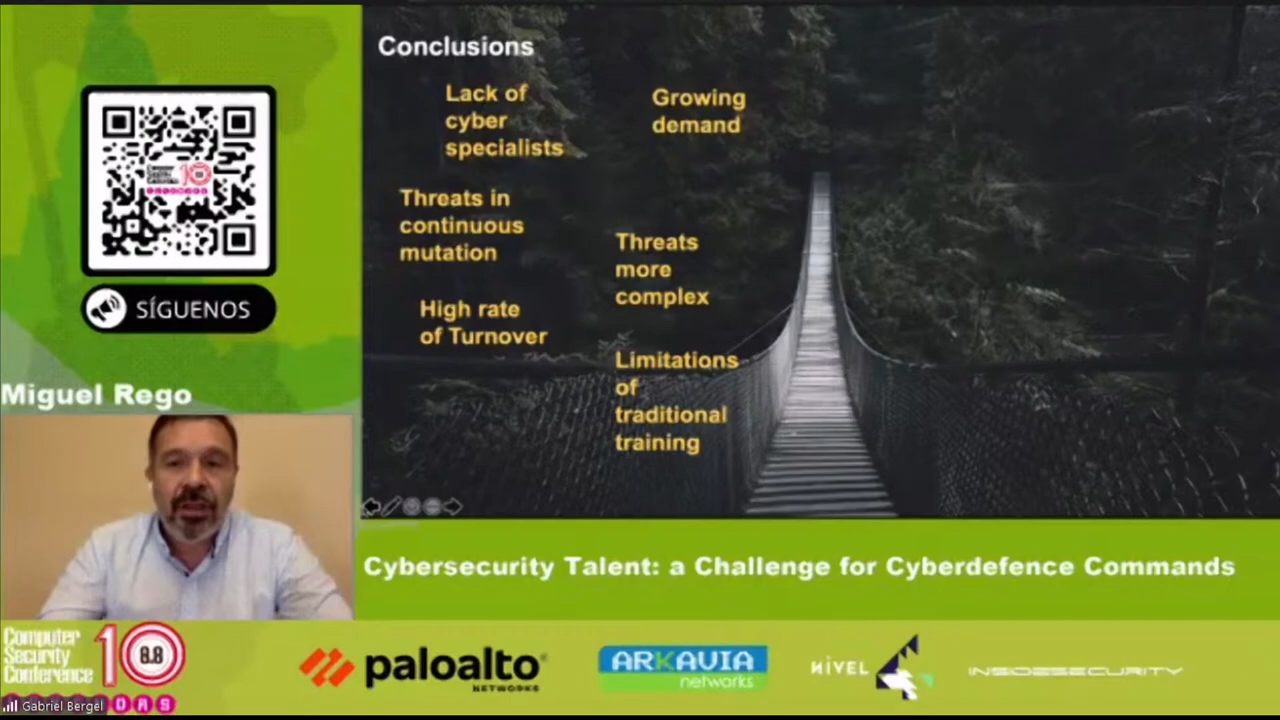 Conclusions
Lack of
cyber
specialists
Growing
demand
Threats in
continuous
mutation
Threats
more
complex
High rate
of Turnover
Limitations
of
traditional
training
SÍGUENOS
Miguel Rego
Cybersecurity Talent: a Challenge for Cyberdefence Commands
Computer
Security
Conference
10
8.8
paloalto
NETWORKS
ARKAVIA
networks
NIVEL
INSIDESECURITY
Gabriel Bergel